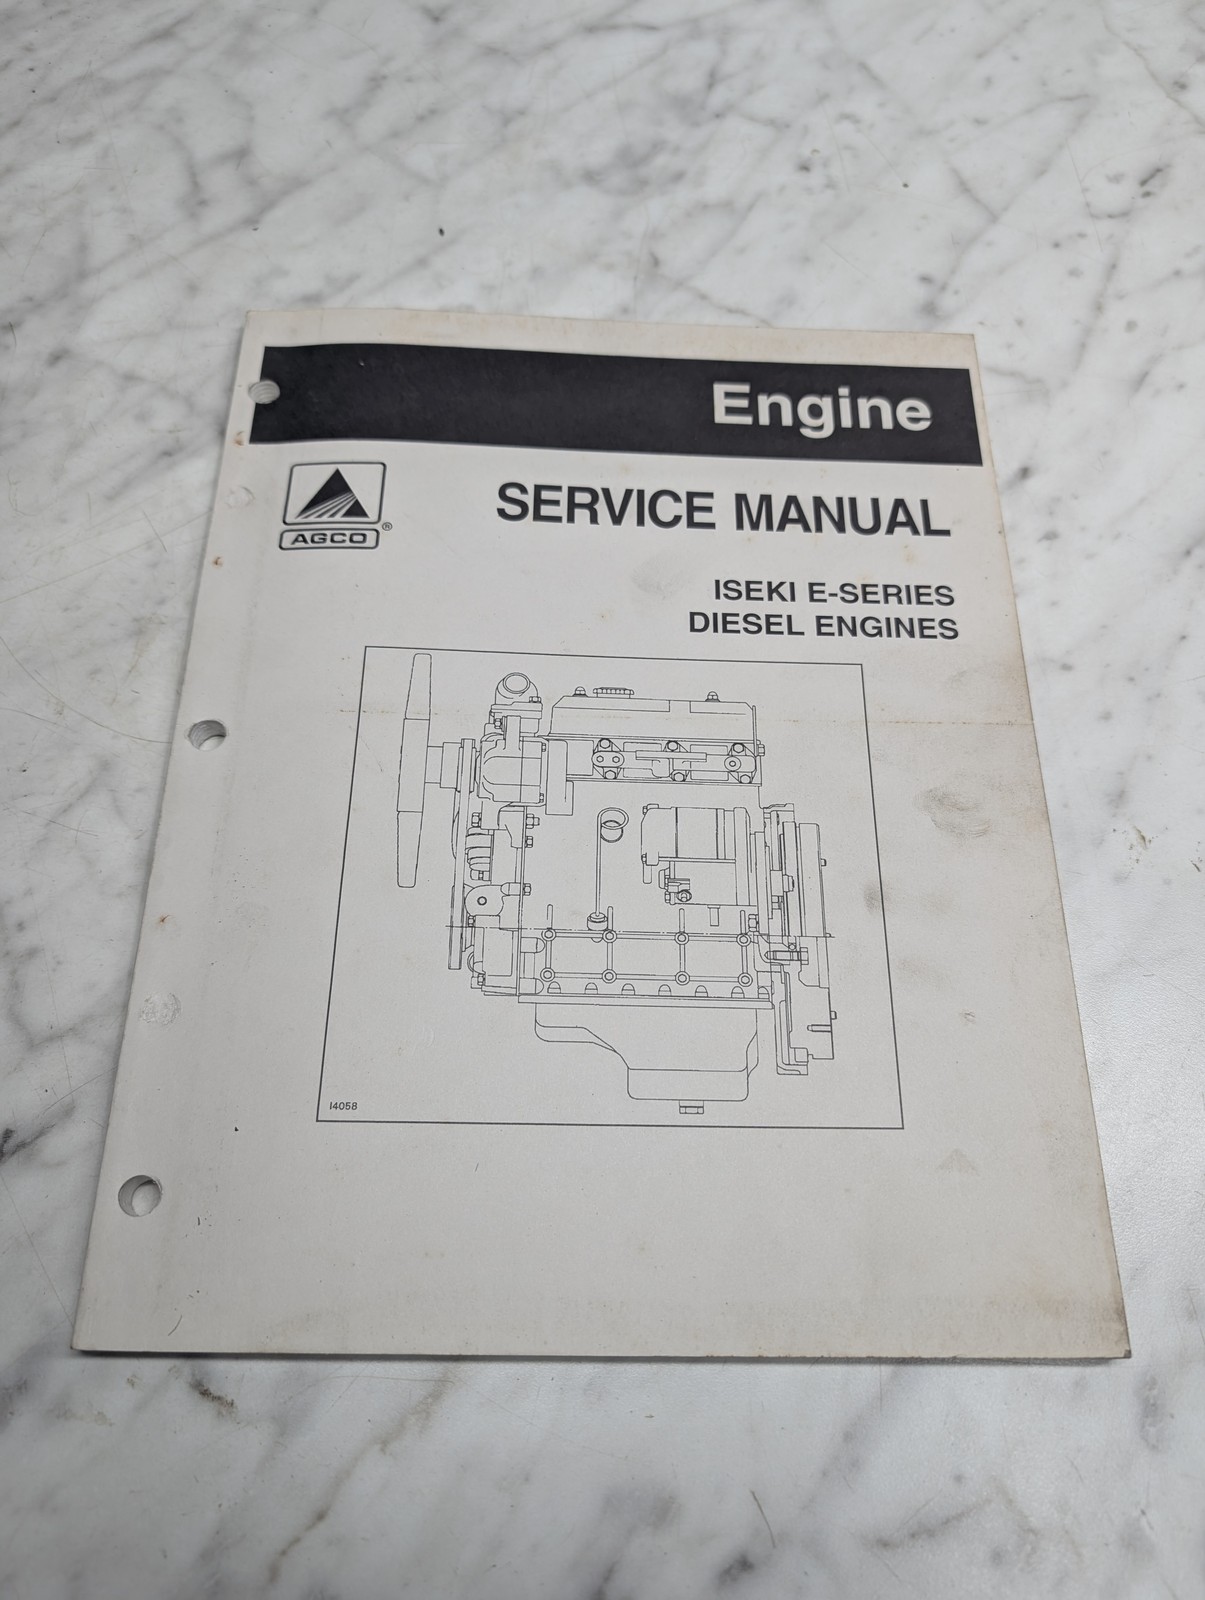 Engine
AGCO®
SERVICE MANUAL
ISEKI E-SERIES
DIESEL ENGINES
I4058